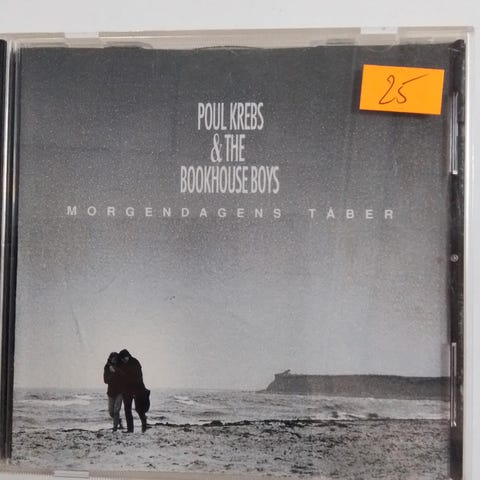 25
POUL KREBS
& THE
BOOKHOUSE BOYS
MORGENDAGENS TÅBER